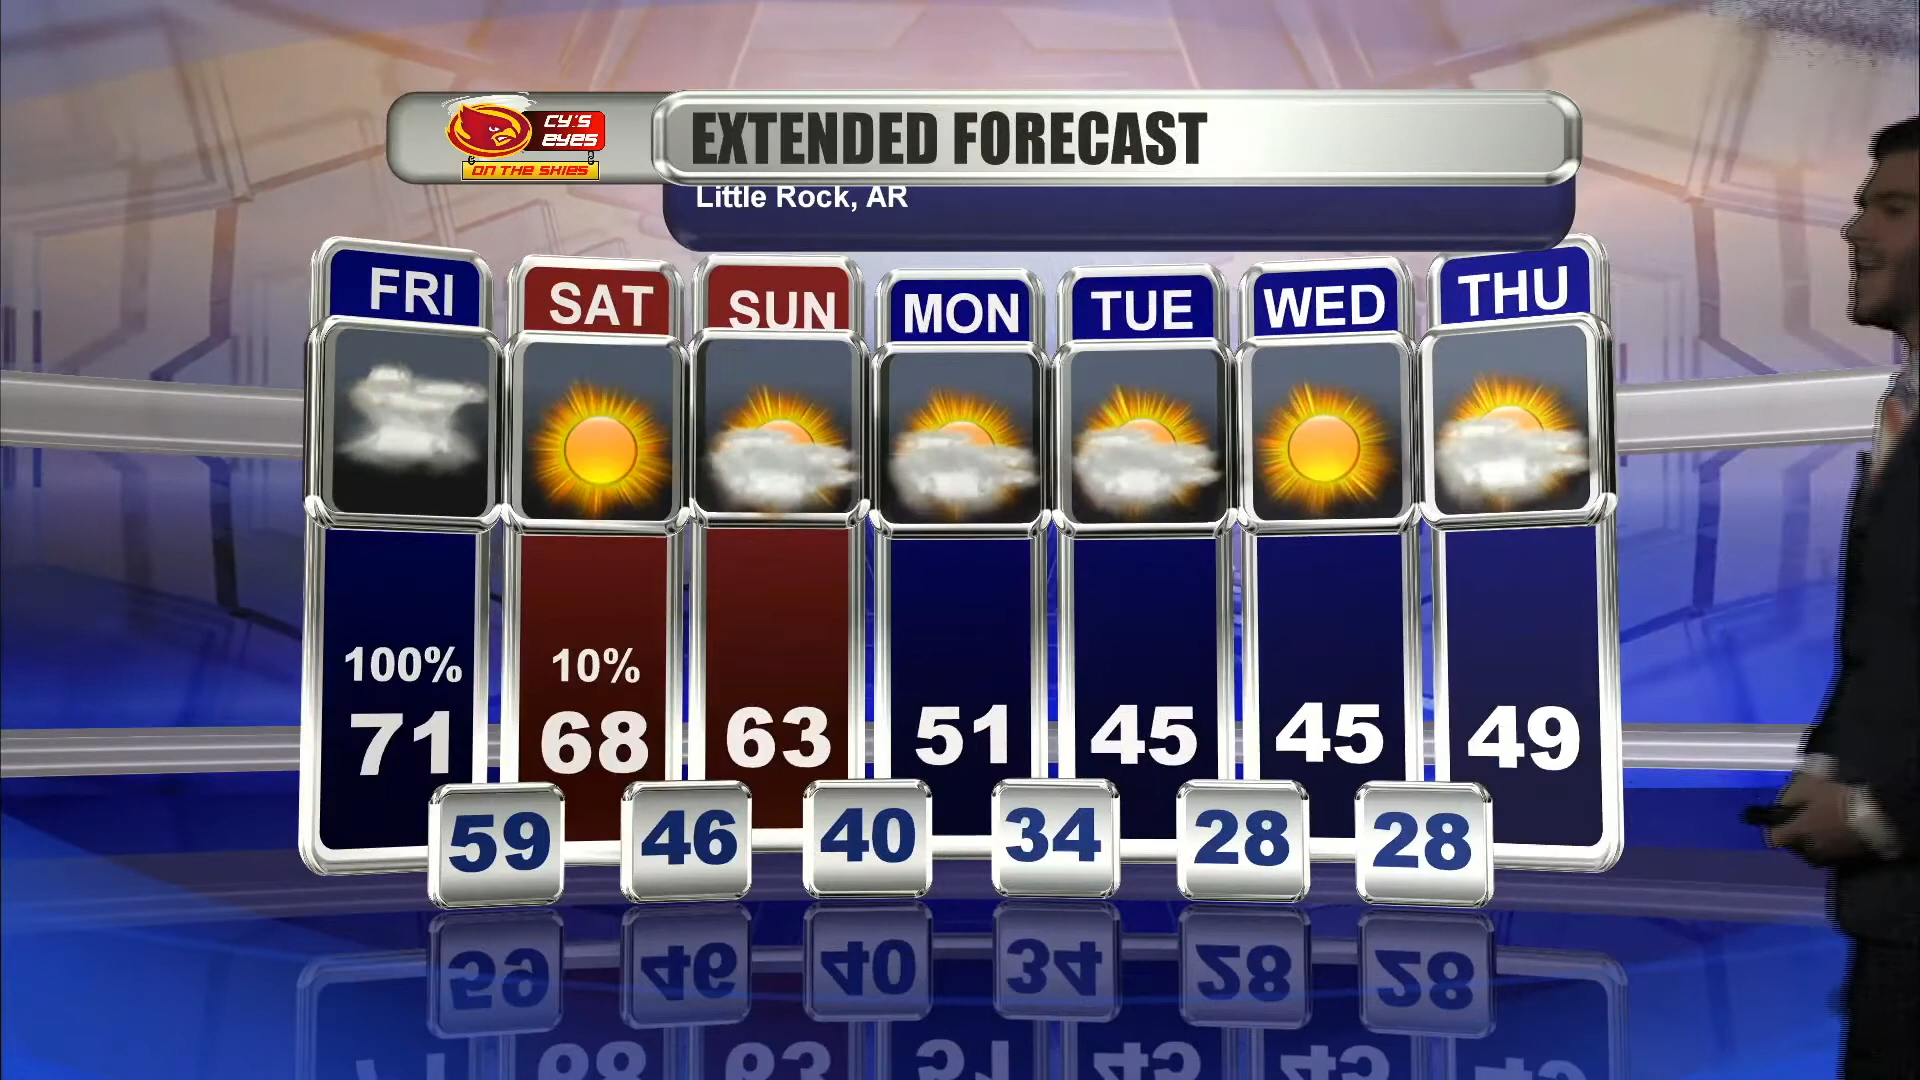 CY'S
EYES
ON THE SKIES
EXTENDED FORECAST
Little Rock, AR
FRI SAT SUN MON TUE WED THU
100% 10%
71 68 63 51 45 45 49
59 46 40 34 28 28